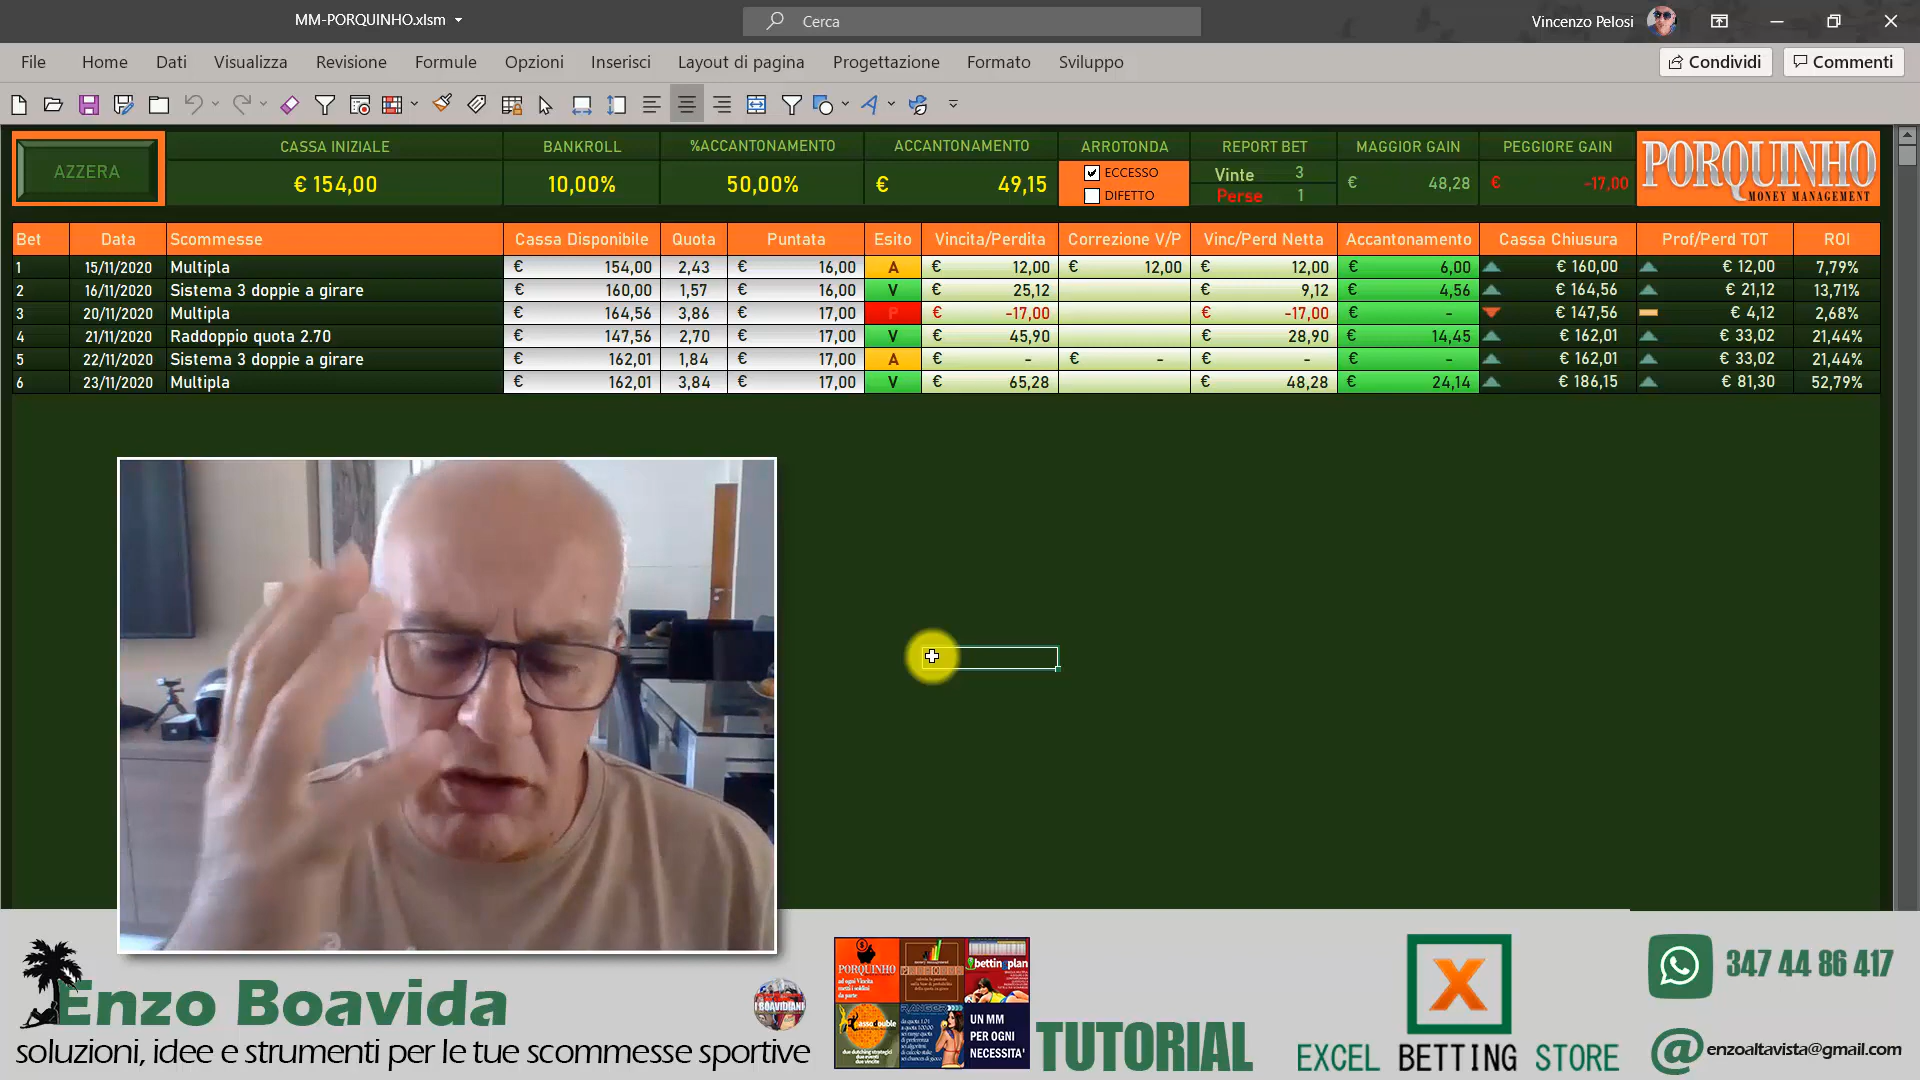 MM-PORQUINHO.xlsm
Cerca
Vincenzo Pelosi
File Home Dati Visualizza Revisione Formule Opzioni Inserisci Layout di pagina Progettazione Formato Sviluppo
Condividi Commenti
AZZERA
CASSA INIZIALE BANKROLL %ACCANTONAMENTO ACCANTONAMENTO ARROTONDA REPORT BET MAGGIOR GAIN PEGGIORE GAIN
€ 154,00 10,00% 50,00% € 49,15
ECCESSO
DIFETTO
Vinte 3
Perse 1
€ 48,28 € -17,00
PORQUINHO
MONEY MANAGEMENT
Bet Data Scommesse Cassa Disponibile Quota Puntata Esito Vincita/Perdita Correzione V/P Vinc/Perd Netta Accantonamento Cassa Chiusura Prof/Perd TOT ROI
1 15/11/2020 Multipla € 154,00 2,43 € 16,00 A € 12,00 € 12,00 € 12,00 € 6,00 € 160,00 € 12,00 7,79%
2 16/11/2020 Sistema 3 doppie a girare € 160,00 1,57 € 16,00 V € 25,12 € 9,12 € 4,56 € 164,56 € 21,12 13,71%
3 20/11/2020 Multipla € 164,56 3,86 € 17,00 P € -17,00 € -17,00 € - € 147,56 € 4,12 2,68%
4 21/11/2020 Raddoppio quota 2.70 € 147,56 2,70 € 17,00 V € 45,90 € 28,90 € 14,45 € 162,01 € 33,02 21,44%
5 22/11/2020 Sistema 3 doppie a girare € 162,01 1,84 € 17,00 A € - € - € - € - € 162,01 € 33,02 21,44%
6 23/11/2020 Multipla € 162,01 3,84 € 17,00 V € 65,28 € 48,28 € 24,14 € 186,15 € 81,30 52,79%
Enzo Boavida
soluzioni, idee e strumenti per le tue scommesse sportive
I BOAVIDIANI
PORQUINHO
ad ogni
Vincita
metti i soldini
da parte
bettingplan
RANGER
UN MM
PER OGNI
NECESSITA'
TUTORIAL
X
EXCEL BETTING STORE
347 44 86 417
@ enzoaltavista@gmail.com